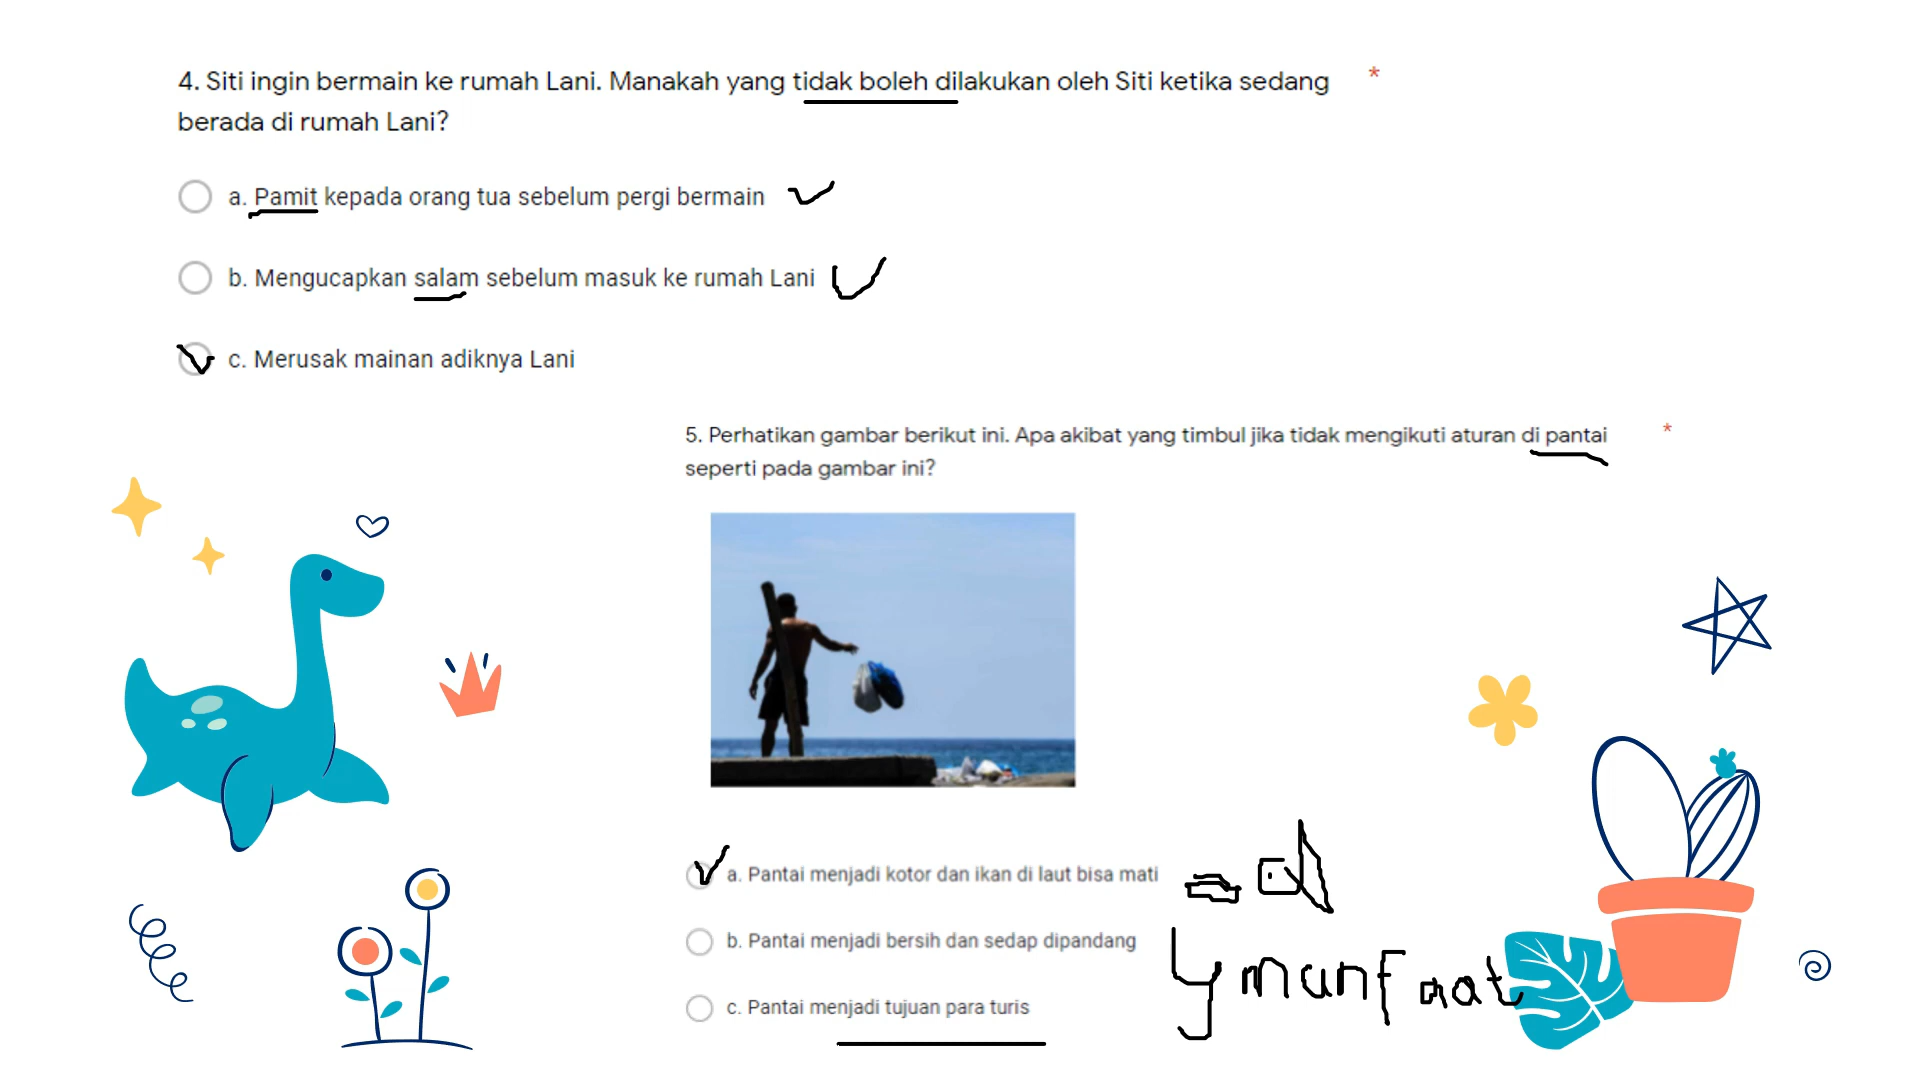 4. Siti ingin bermain ke rumah Lani. Manakah yang tidak boleh dilakukan oleh Siti ketika sedang *
berada di rumah Lani?
a. Pamit kepada orang tua sebelum pergi bermain
b. Mengucapkan salam sebelum masuk ke rumah Lani
c. Merusak mainan adiknya Lani
5. Perhatikan gambar berikut ini. Apa akibat yang timbul jika tidak mengikuti aturan di pantai *
seperti pada gambar ini?
a. Pantai menjadi kotor dan ikan di laut bisa mati
b. Pantai menjadi bersih dan sedap dipandang
c. Pantai menjadi tujuan para turis